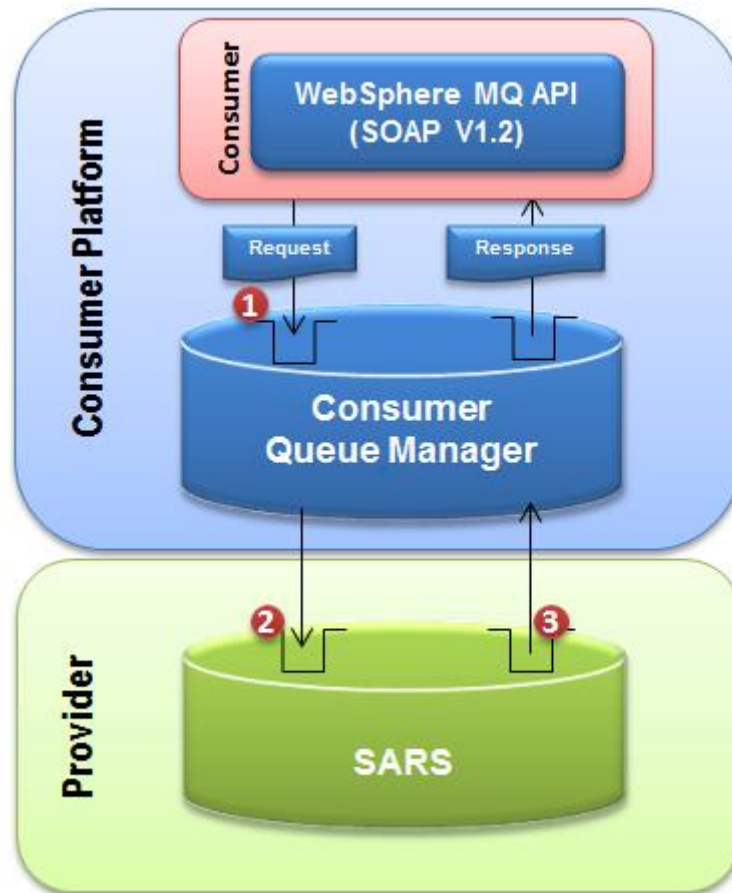 Consumer Platform
Consumer
WebSphere MQ API
(SOAP V1.2)
Request
Response
1
Consumer
Queue Manager
Provider
2
3
SARS